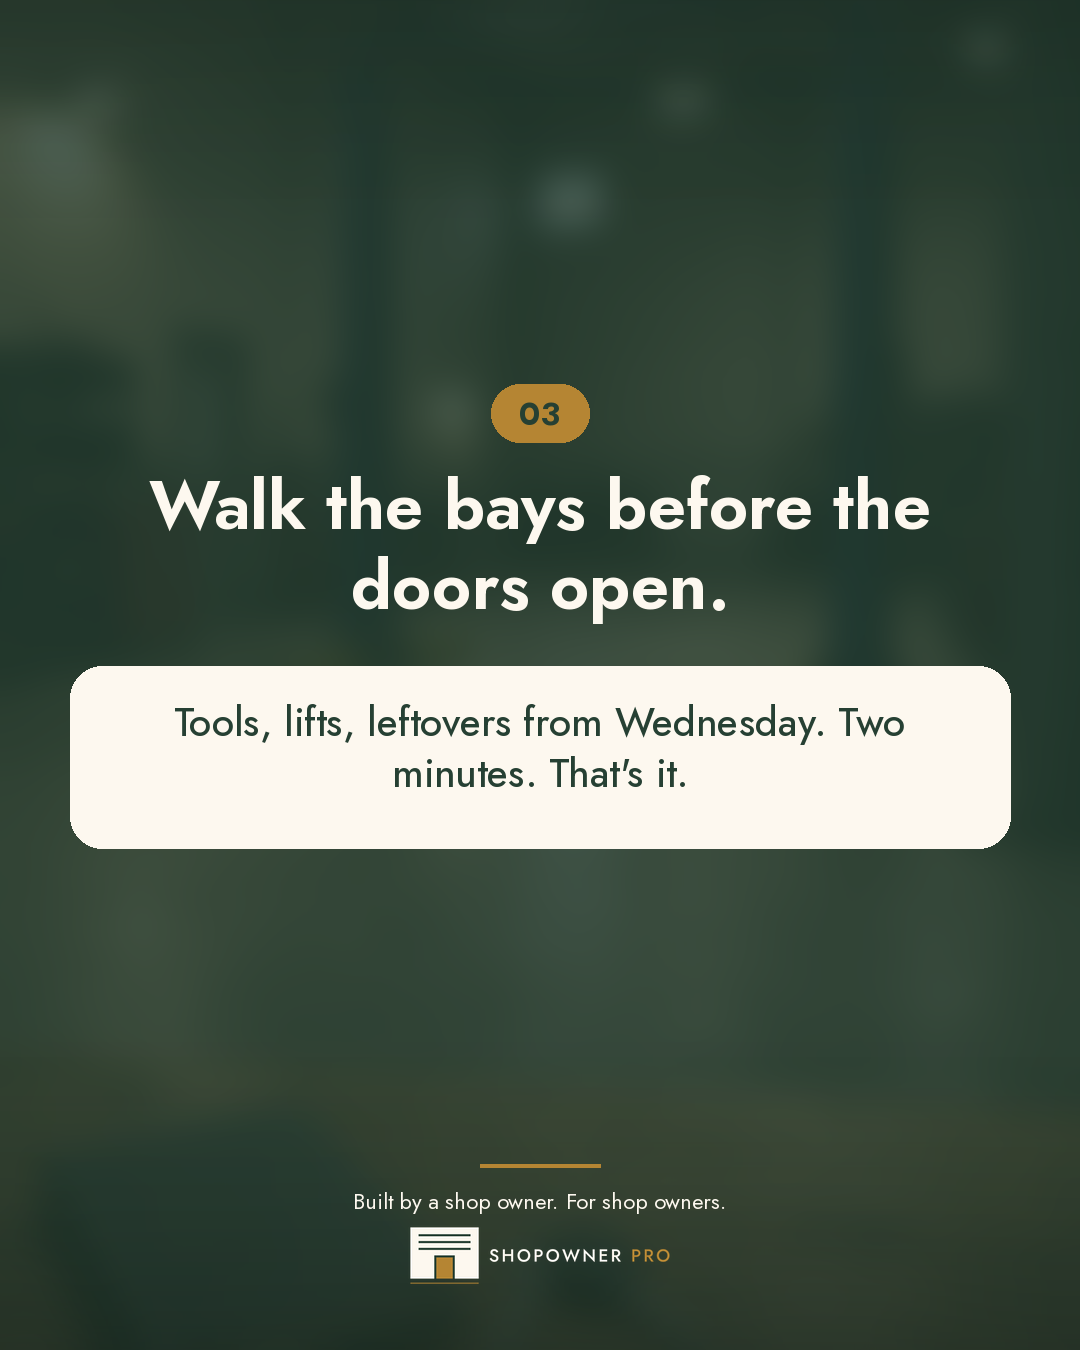 03
Walk the bays before the
doors open.
Tools, lifts, leftovers from Wednesday. Two
minutes. That's it.
Built by a shop owner. For shop owners.
SHOPOWNER PRO